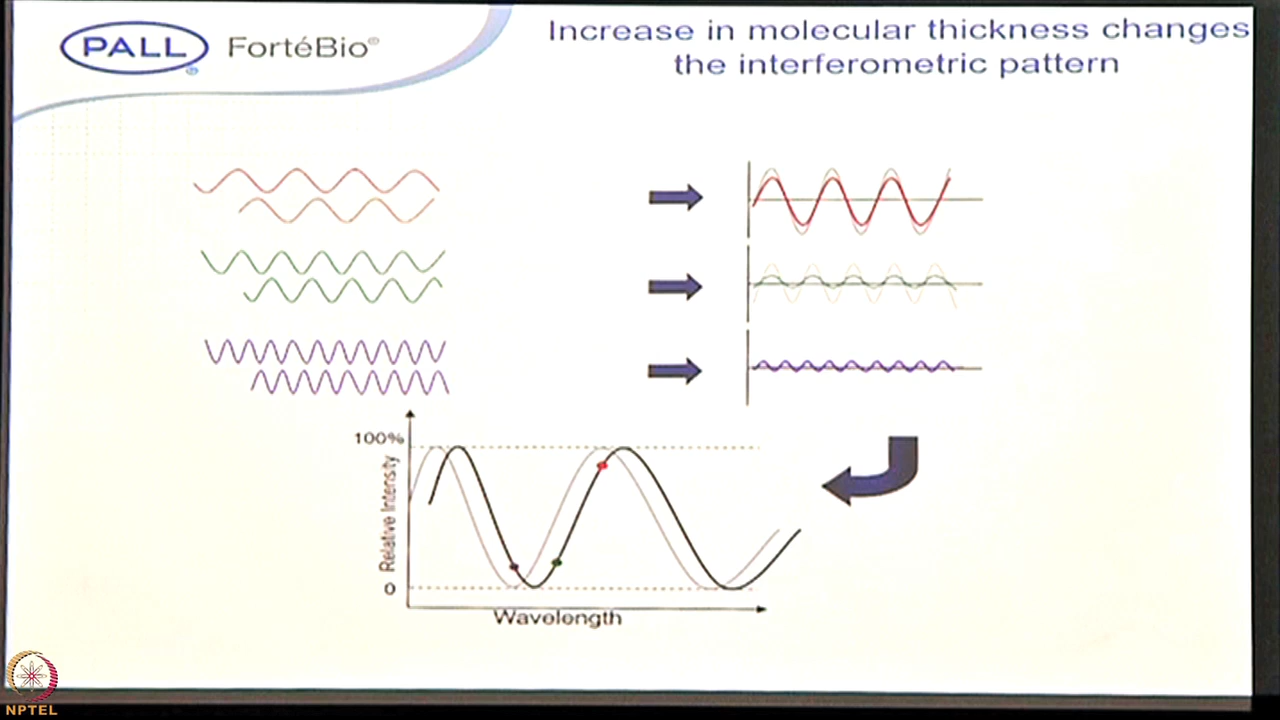 PALL
®
FortéBio®
Increase in molecular thickness changes
the interferometric pattern
100%
Relative Intensity
0
Wavelength
NPTEL